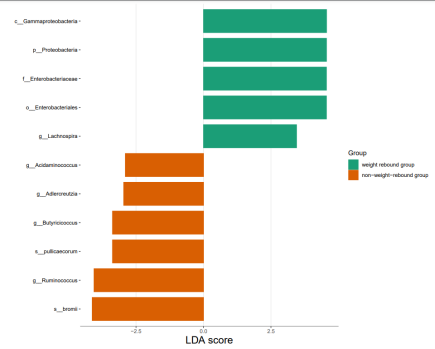 c__Gammaproteobacteria
p__Proteobacteria
f__Enterobacteriaceae
o__Enterobacteriales
g__Lachnospira
g__Acidaminococcus
g__Adlercreutzia
g__Butyricicoccus
s__pullicaecorum
g__Ruminococcus
s__bromii
Group
weight rebound group
non-weight-rebound group
−2.5 0.0 2.5
LDA score